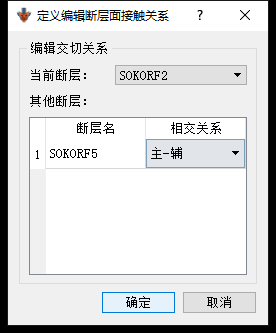 定义编辑断层面接触关系 ?
编辑交切关系
当前断层： SOKORF2
其他断层：
断层名 相交关系
1 SOKORF5 主-辅
确定 取消